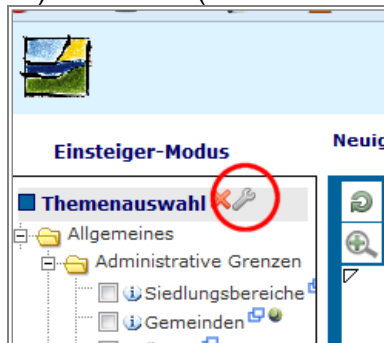 Einsteiger-Modus
Neuig
Themenauswahl
Allgemeines
Administrative Grenzen
Siedlungsbereiche
Gemeinden